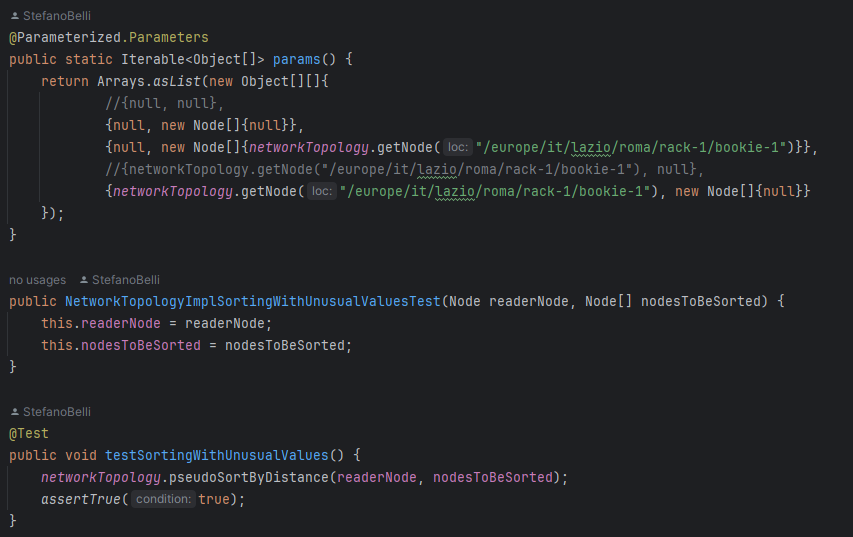 StefanoBelli
@Parameterized.Parameters
public static Iterable<Object[]> params() {
    return Arrays.asList(new Object[][]{
            //{null, null},
            {null, new Node[]{null}},
            {null, new Node[]{networkTopology.getNode( loc: "/europe/it/lazio/roma/rack-1/bookie-1")}},
            //{networkTopology.getNode("/europe/it/lazio/roma/rack-1/bookie-1"), null},
            {networkTopology.getNode( loc: "/europe/it/lazio/roma/rack-1/bookie-1"), new Node[]{null}}
    });
}
no usages StefanoBelli
public NetworkTopologyImplSortingWithUnusualValuesTest(Node readerNode, Node[] nodesToBeSorted) {
    this.readerNode = readerNode;
    this.nodesToBeSorted = nodesToBeSorted;
}
StefanoBelli
@Test
public void testSortingWithUnusualValues() {
    networkTopology.pseudoSortByDistance(readerNode, nodesToBeSorted);
    assertTrue( condition: true);
}